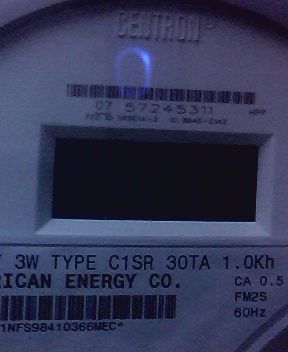 CENTRON
07 57245311
3W TYPE C1SR 30TA 1.0Kh
RICAN ENERGY CO.
CA 0.5
FM2S
60Hz
1NFS98410366MEC*